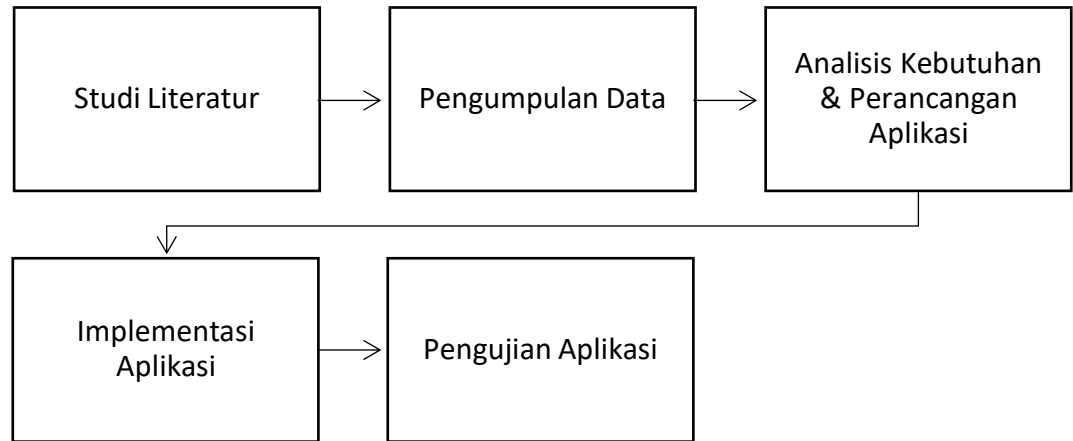 Studi Literatur
Pengumpulan Data
Analisis Kebutuhan
& Perancangan
Aplikasi
Implementasi
Aplikasi
Pengujian Aplikasi